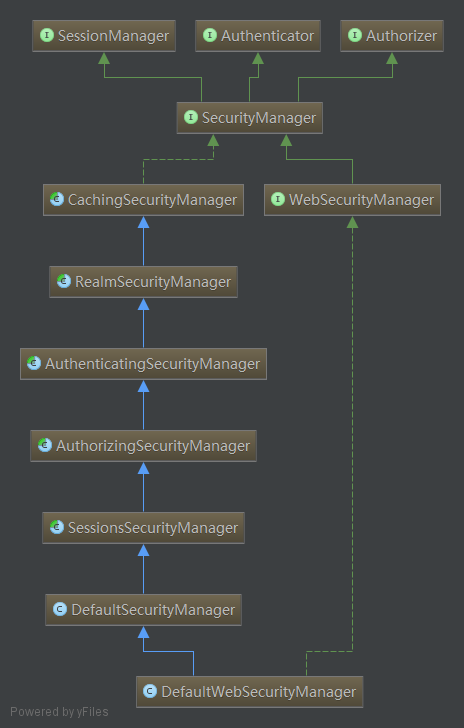 SessionManager
Authenticator
Authorizer
SecurityManager
CachingSecurityManager
WebSecurityManager
RealmSecurityManager
AuthenticatingSecurityManager
AuthorizingSecurityManager
SessionsSecurityManager
DefaultSecurityManager
DefaultWebSecurityManager
Powered by yFiles